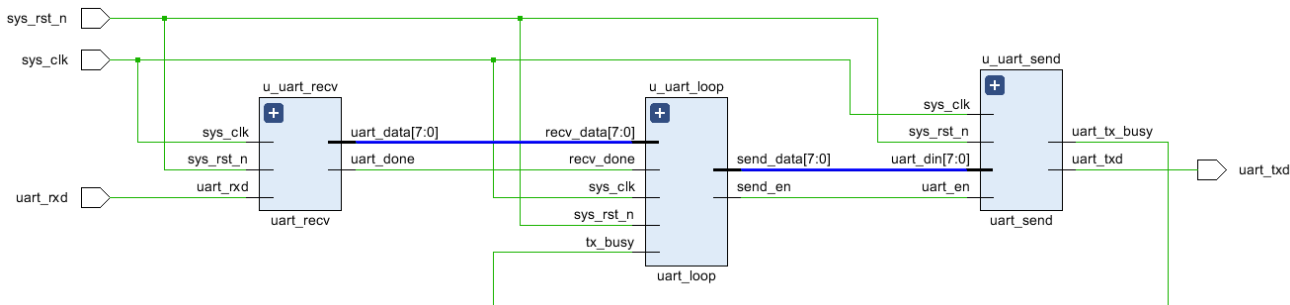 sys_rst_n
sys_clk
uart_rxd
u_uart_recv
sys_clk
sys_rst_n
uart_rxd
uart_data[7:0]
uart_done
uart_recv
u_uart_loop
recv_data[7:0]
recv_done
sys_clk
sys_rst_n
tx_busy
send_data[7:0]
send_en
uart_loop
u_uart_send
sys_clk
sys_rst_n
uart_din[7:0]
uart_en
uart_tx_busy
uart_txd
uart_send
uart_txd